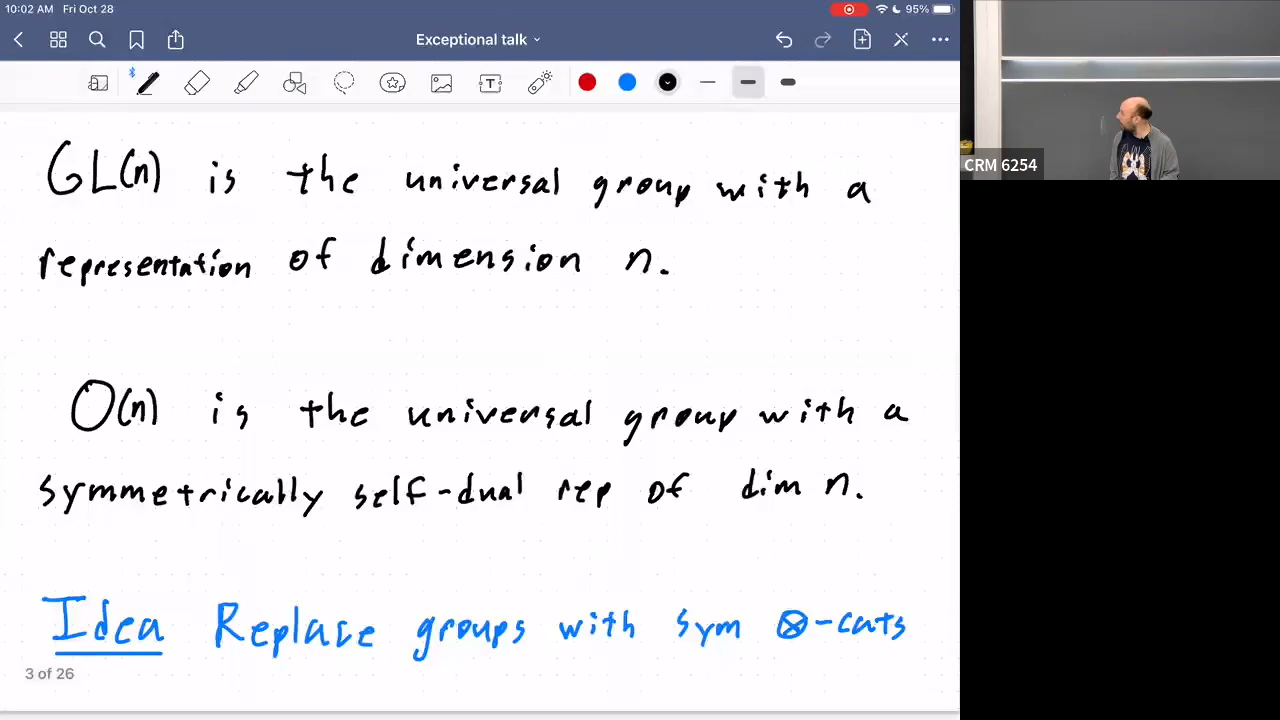 10:02 AM Fri Oct 28
95%
Exceptional talk
GL(n) is the universal group with a
representation of dimension n.
O(n) is the universal group with a
symmetrically self-dual rep of dim n.
Idea Replace groups with sym ⊗-cats
3 of 26
CRM 6254